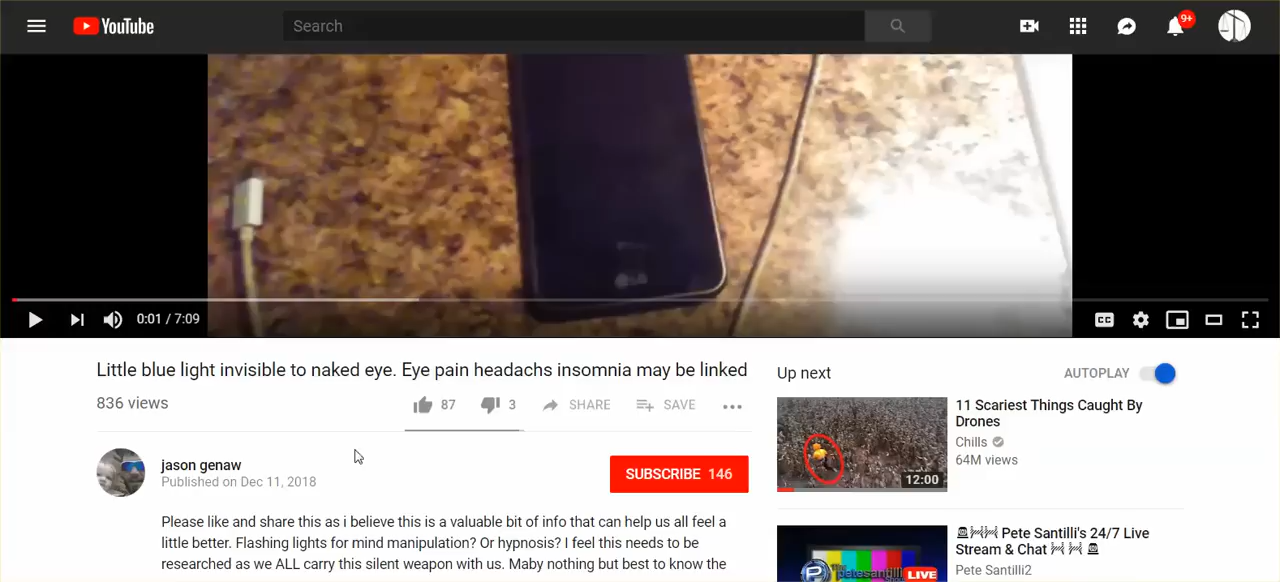 YouTube
Search
9+
LG
0:01 / 7:09
CC
Little blue light invisible to naked eye. Eye pain headachs insomnia may be linked
836 views
87
3
SHARE
SAVE
jason genaw
Published on Dec 11, 2018
SUBSCRIBE 146
Please like and share this as i believe this is a valuable bit of info that can help us all feel a
little better. Flashing lights for mind manipulation? Or hypnosis? I feel this needs to be
researched as we ALL carry this silent weapon with us. Maby nothing but best to know the
Up next
AUTOPLAY
12:00
11 Scariest Things Caught By
Drones
Chills
64M views
petesantilli
LIVE
Pete Santilli's 24/7 Live
Stream & Chat
Pete Santilli2